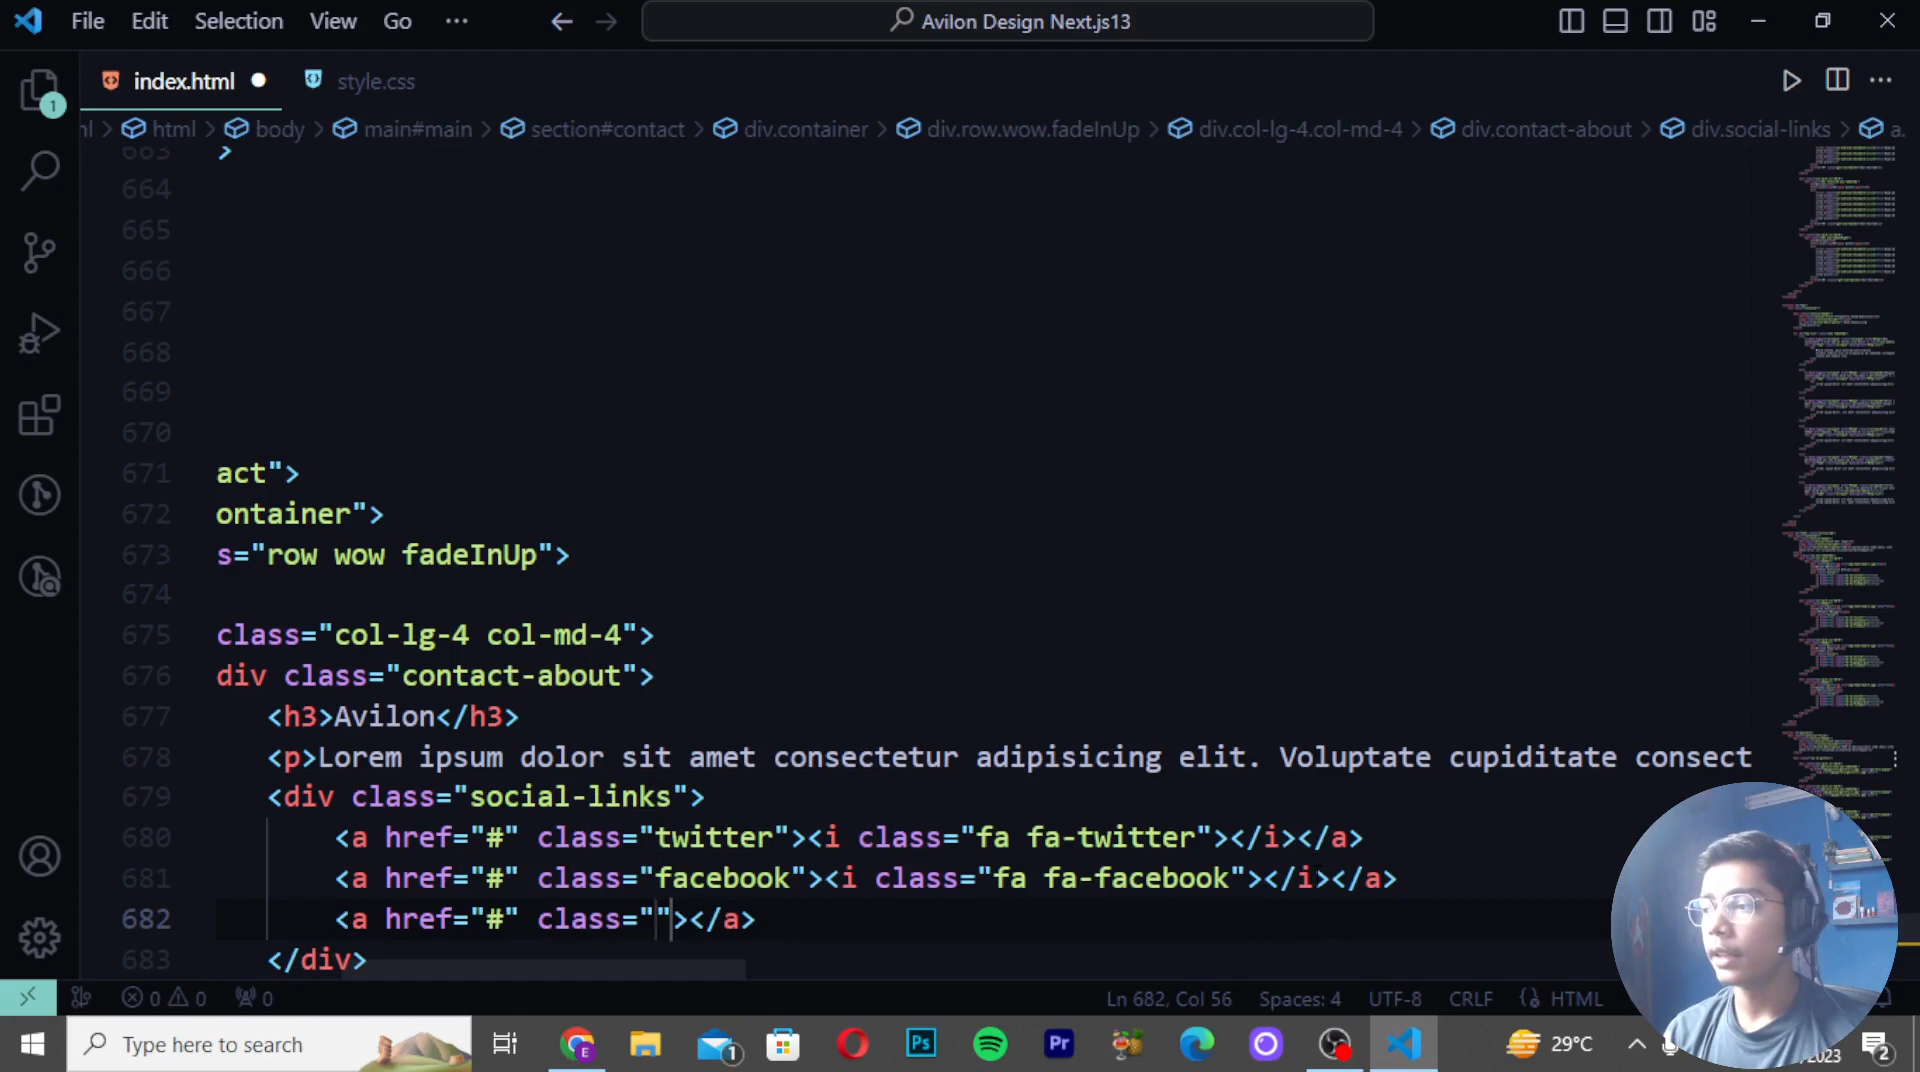 File Edit Selection View Go ··· Avilon Design Next.js13
index.html style.css
html body main#main section#contact div.container div.row.wow.fadeInUp div.col-lg-4.col-md-4 div.contact-about div.social-links a.
1
663 >
664
665
666
667
668
669
670
671 act">
672 ontainer">
673 s="row wow fadeInUp">
674
675 class="col-lg-4 col-md-4">
676 div class="contact-about">
677 <h3>Avilon</h3>
678 <p>Lorem ipsum dolor sit amet consectetur adipisicing elit. Voluptate cupiditate consect
679 <div class="social-links">
680 <a href="#" class="twitter"><i class="fa fa-twitter"></i></a>
681 <a href="#" class="facebook"><i class="fa fa-facebook"></i></a>
682 <a href="#" class=""></a>
683 </div>
0 0 0 Ln 682, Col 56 Spaces: 4 UTF-8 CRLF HTML
Type here to search E 1 Ps Pr 29°C 2